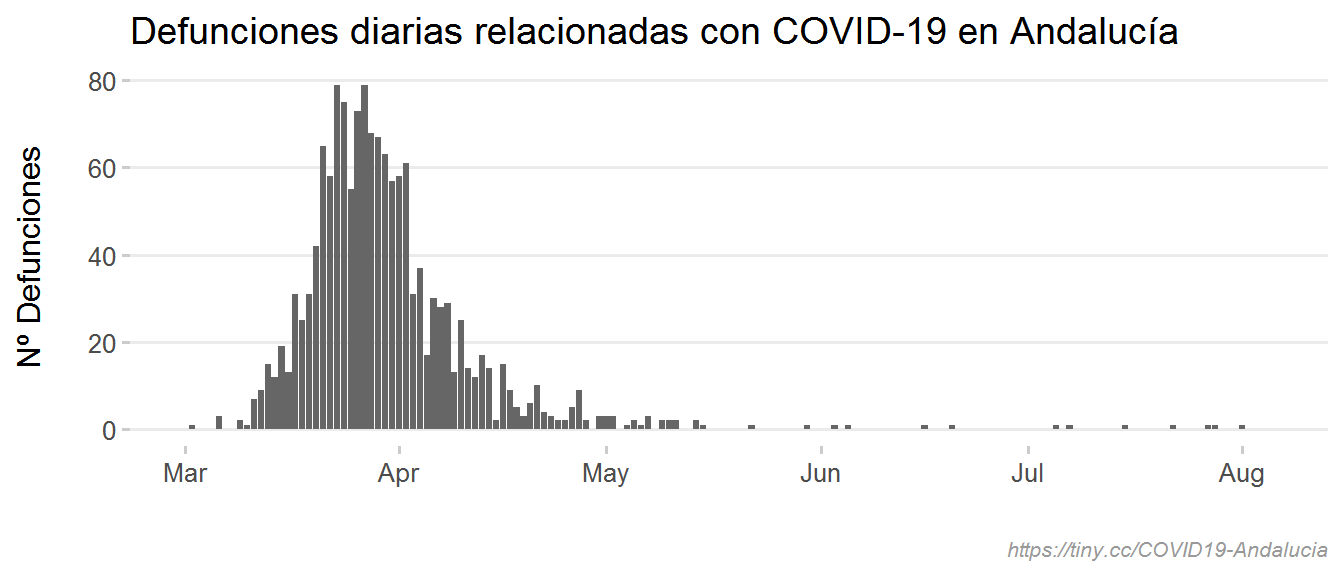 Defunciones diarias relacionadas con COVID-19 en Andalucía
Nº Defunciones
80
60
40
20
0
Mar Apr May Jun Jul Aug
https://tiny.cc/COVID19-Andalucia